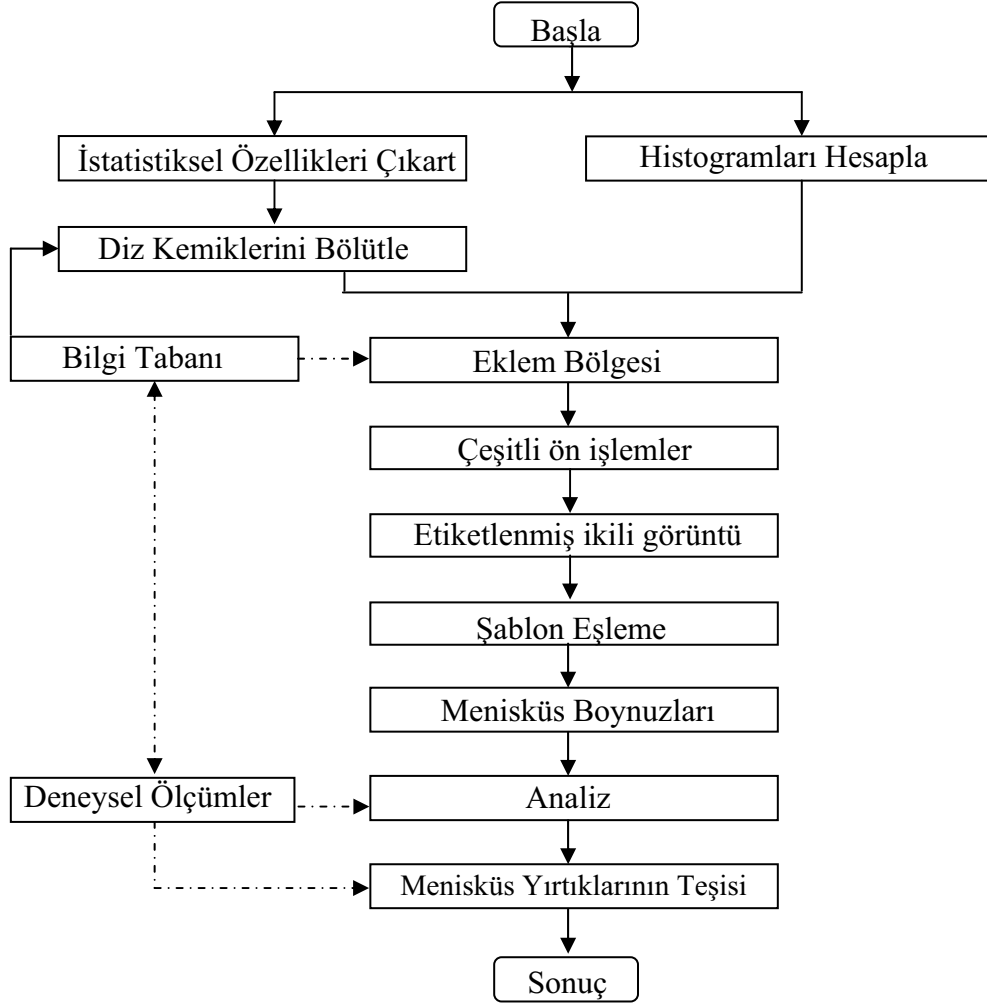 Başla
İstatistiksel Özellikleri Çıkart
Histogramları Hesapla
Diz Kemiklerini Bölütle
Bilgi Tabanı
Eklem Bölgesi
Çeşitli ön işlemler
Etiketlenmiş ikili görüntü
Şablon Eşleme
Menisküs Boynuzları
Deneysel Ölçümler
Analiz
Menisküs Yırtıklarının Teşisi
Sonuç